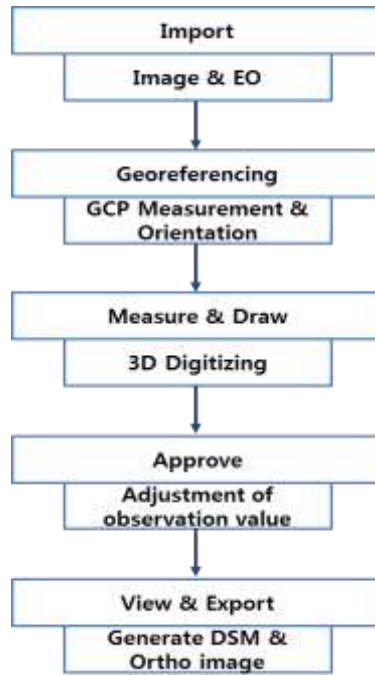 Import
Image & EO
Georeferencing
GCP Measurement &
Orientation
Measure & Draw
3D Digitizing
Approve
Adjustment of
observation value
View & Export
Generate DSM &
Ortho image